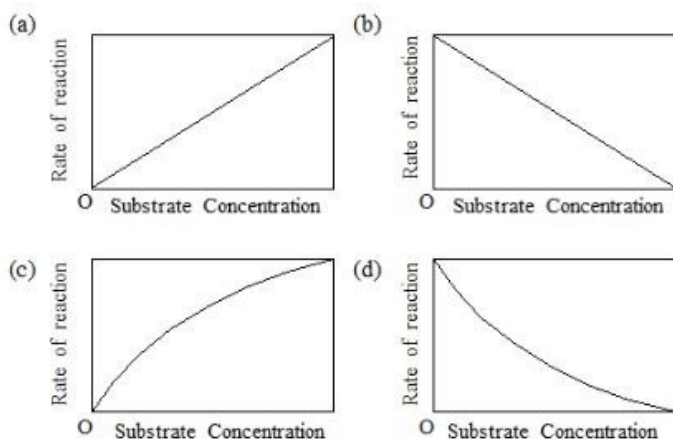 (a)
Rate of reaction
O Substrate Concentration
(b)
Rate of reaction
O Substrate Concentration
(c)
Rate of reaction
O Substrate Concentration
(d)
Rate of reaction
O Substrate Concentration